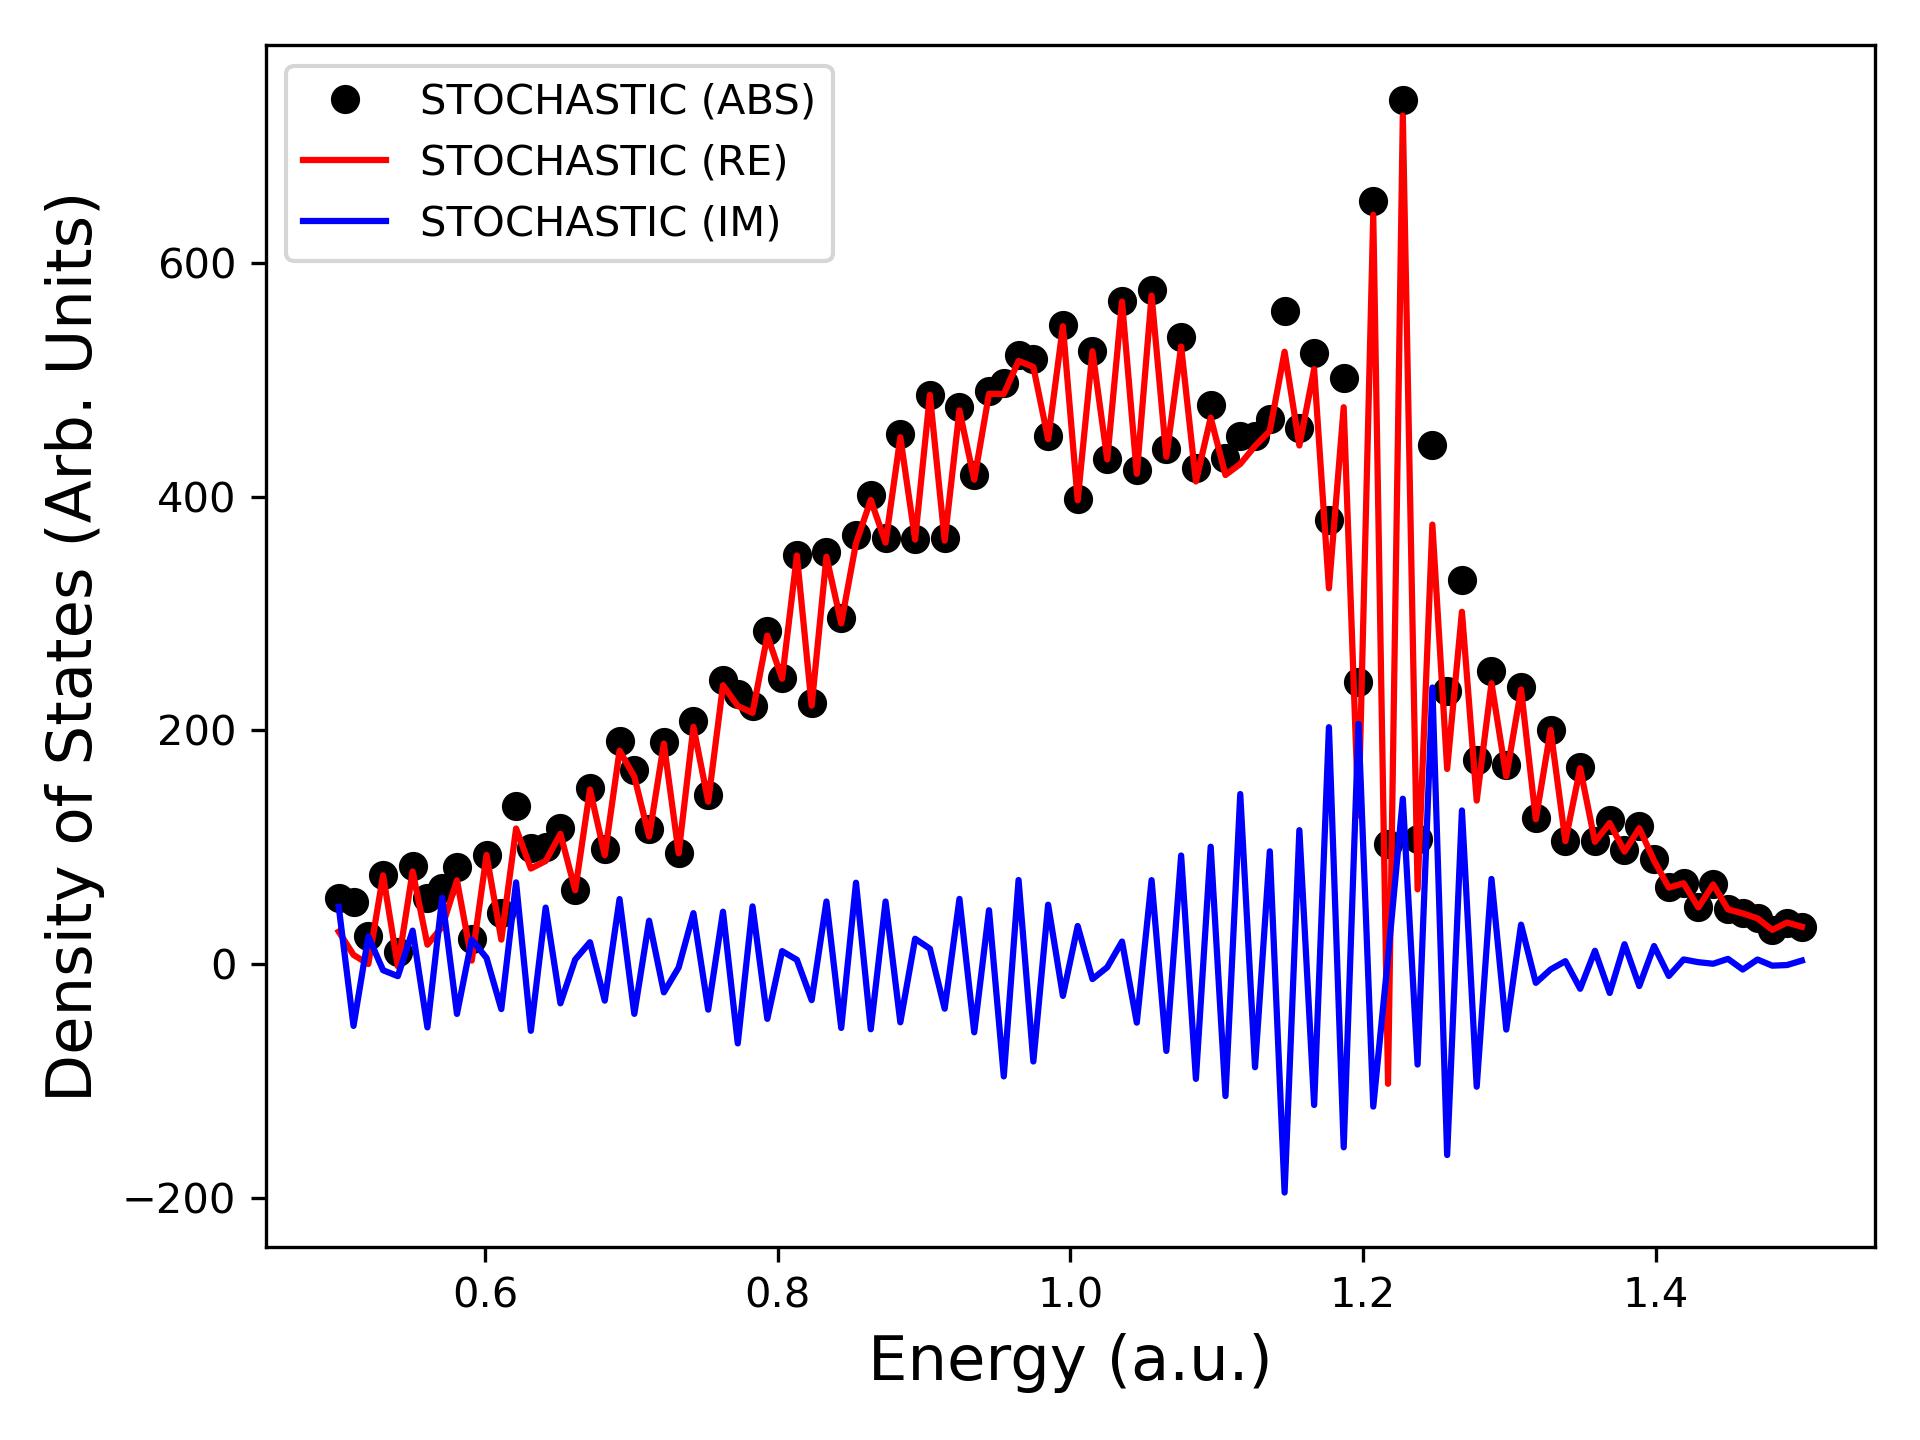 STOCHASTIC (ABS)
STOCHASTIC (RE)
STOCHASTIC (IM)
Density of States (Arb. Units)
600
400
200
0
−200
0.6 0.8 1.0 1.2 1.4
Energy (a.u.)